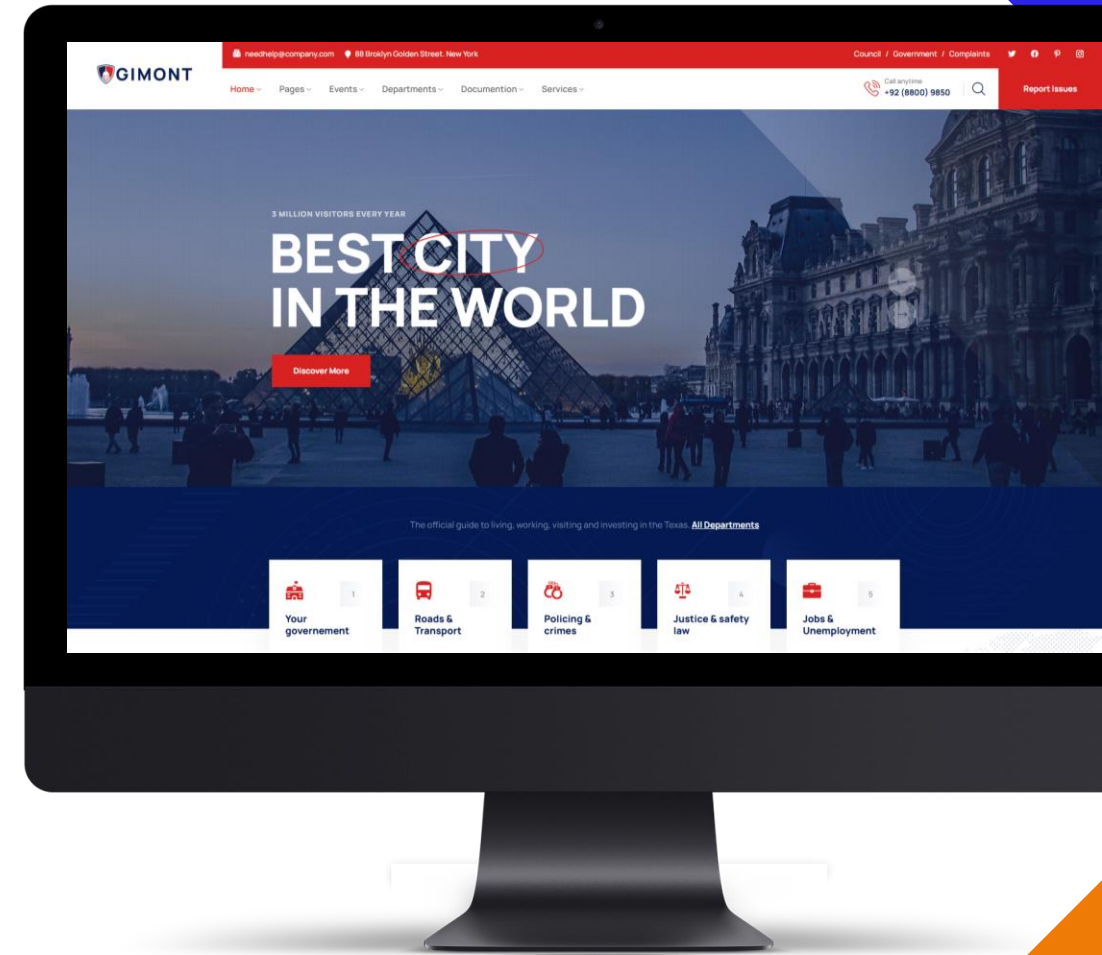 GIMONT
needhelp@company.com 88 Broklyn Golden Street. New York
Council / Government / Complaints
Home Pages Events Departments Documention Services
Call anytime
+92 (8800) 9850
Report Issues
3 MILLION VISITORS EVERY YEAR
BEST CITY
IN THE WORLD
Discover More
The official guide to living, working, visiting and investing in the Texas. All Departments
1
Your
governement
2
Roads &
Transport
3
Policing &
crimes
4
Justice & safety
law
5
Jobs &
Unemployment